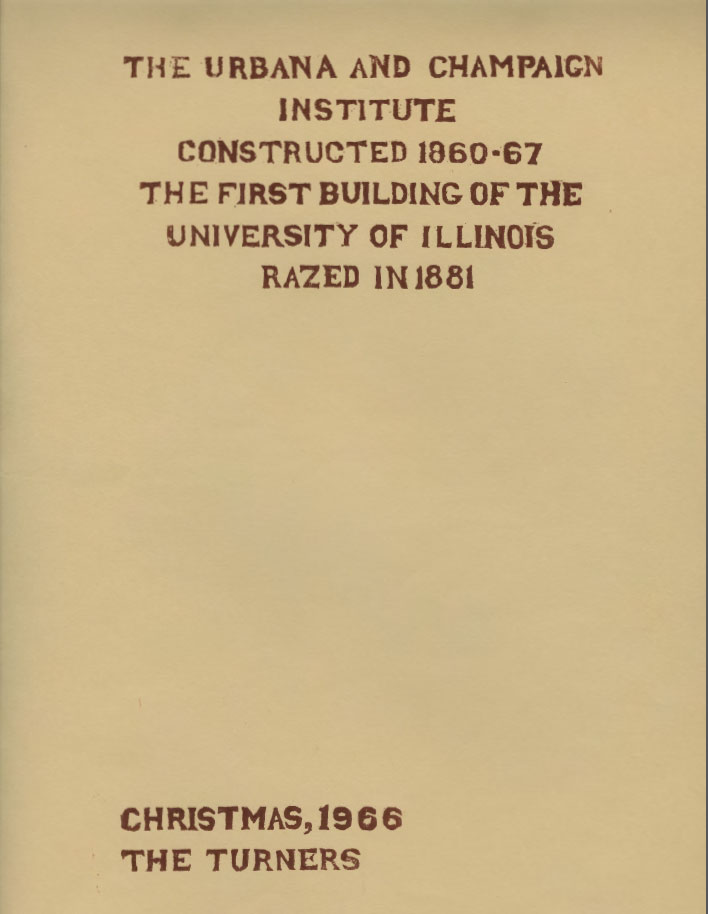 THE URBANA AND CHAMPAIGN
INSTITUTE
CONSTRUCTED 1860-67
THE FIRST BUILDING OF THE
UNIVERSITY OF ILLINOIS
RAZED IN 1881
CHRISTMAS, 1966
THE TURNERS